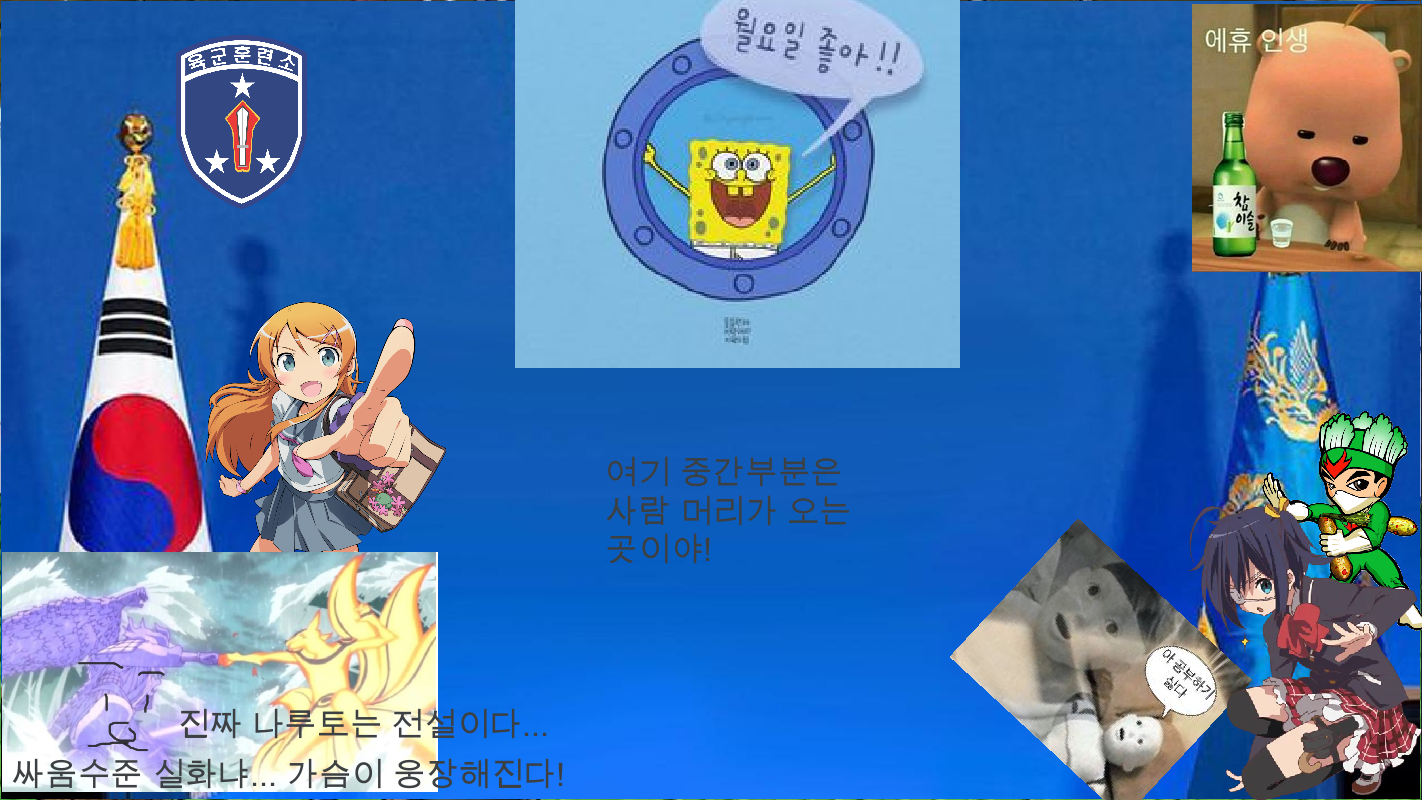 육군훈련소
월요일 좋아!!
에휴 인생
참
이슬
여기 중간부분은
사람 머리가 오는
곳이야!
아 공부하기
싫다
진짜 나루토는 전설이다...
싸움수준 실화냐... 가슴이 웅장해진다!